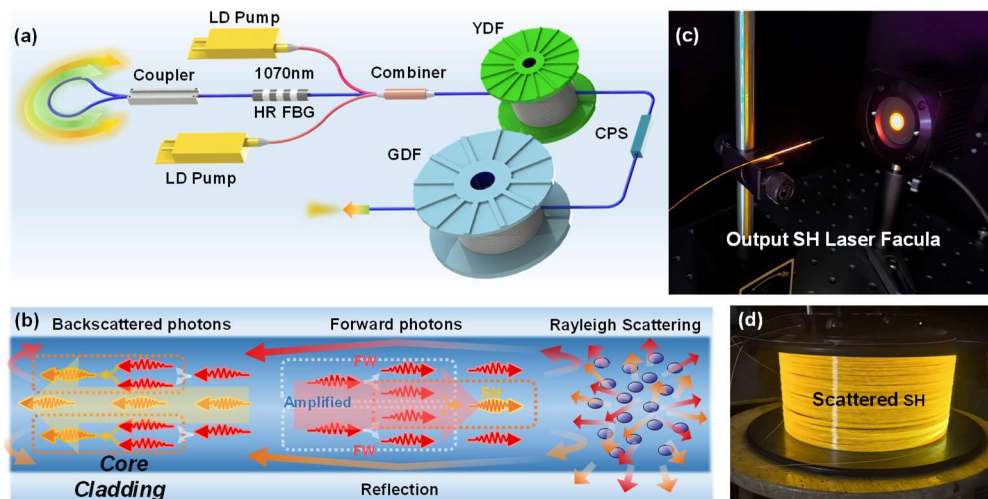 (a)
LD Pump
YDF
Coupler
1070nm
HR FBG
Combiner
CPS
LD Pump
GDF
(c)
Output SH Laser Facula
(b)
Backscattered photons
Forward photons
Rayleigh Scattering
FW
SH
Amplified
FW
Core
Cladding
Reflection
(d)
Scattered SH